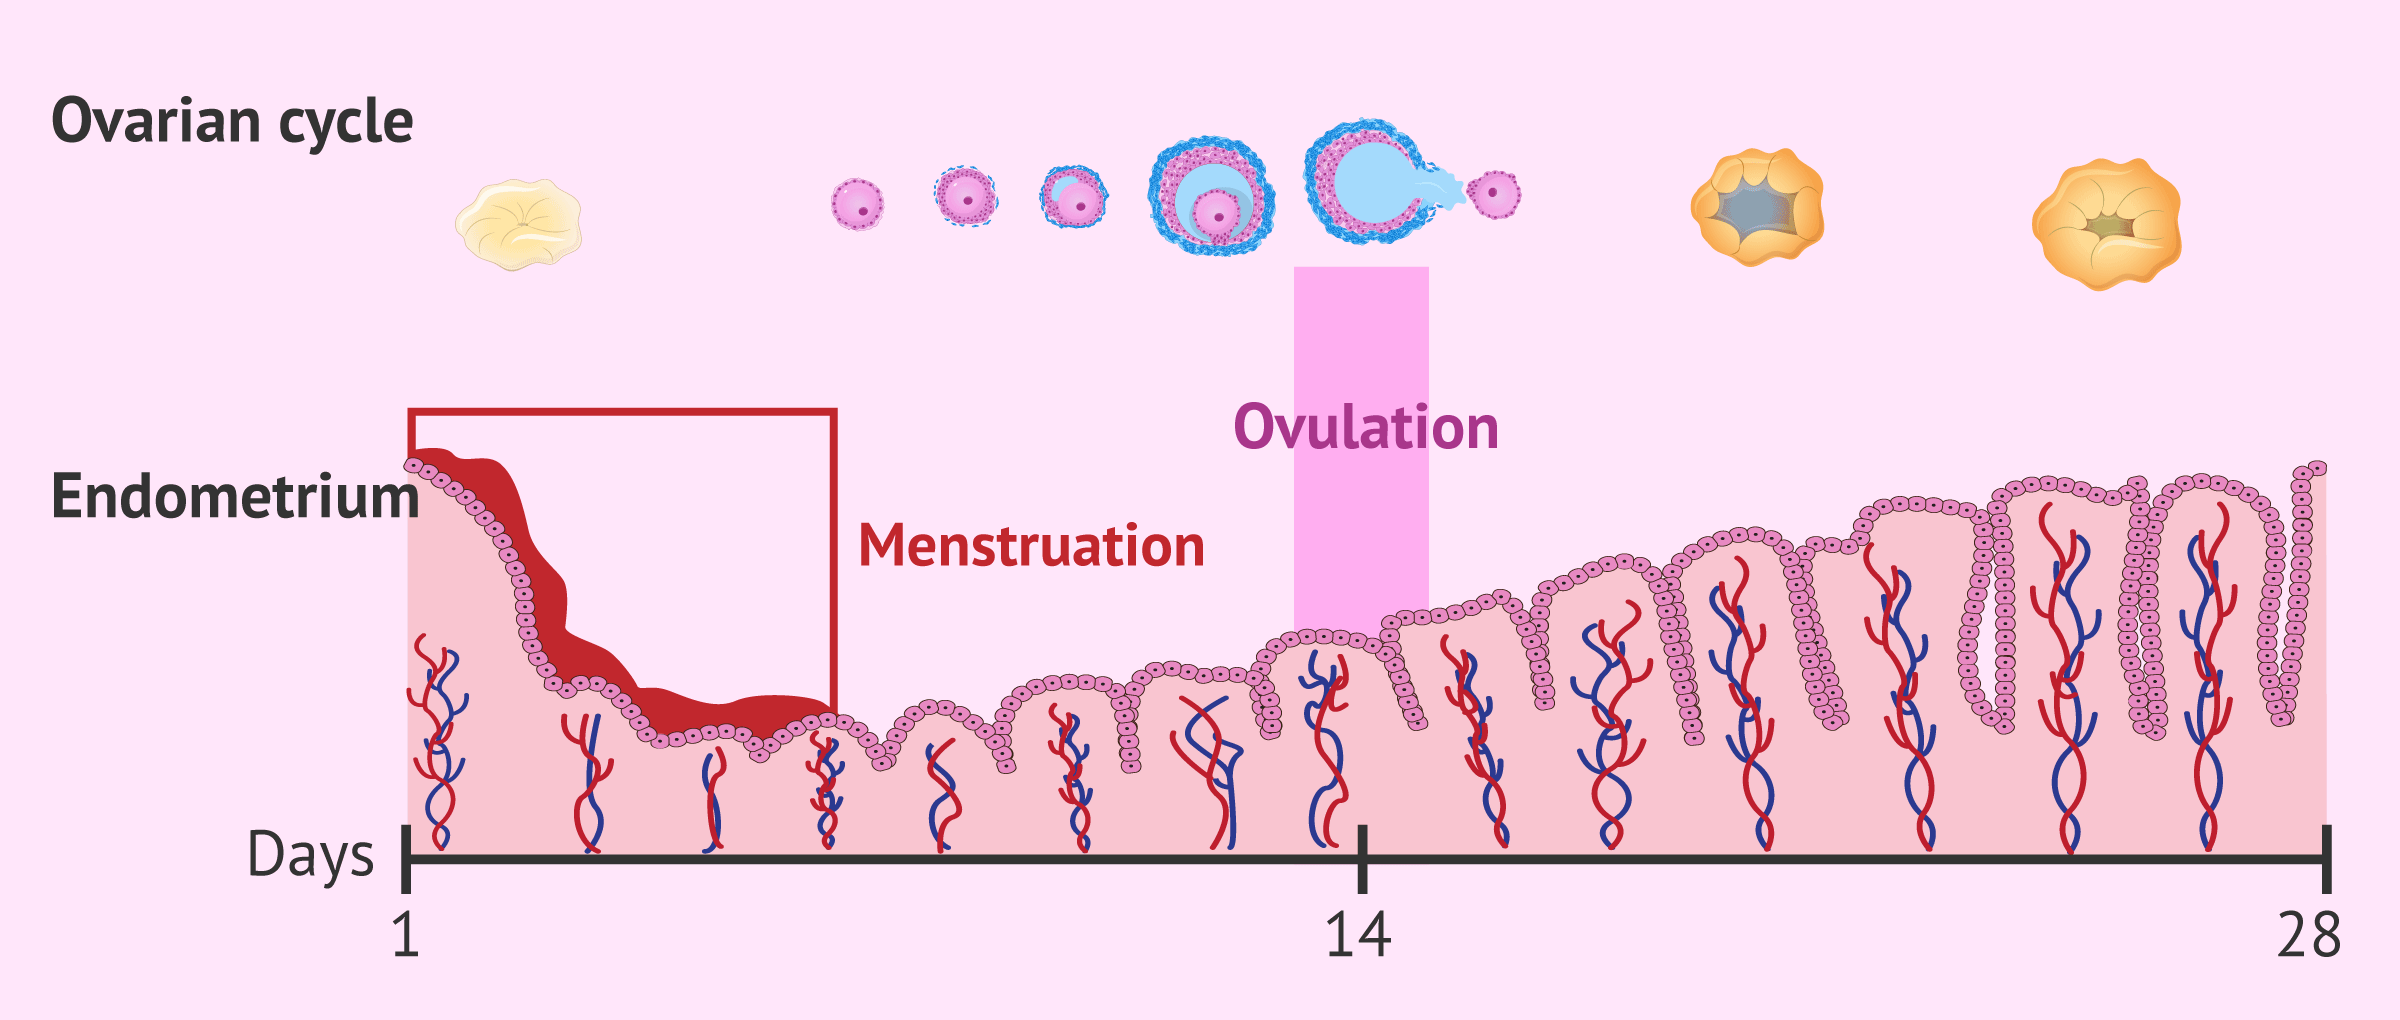 Ovarian cycle
Ovulation
Endometrium
Menstruation
Days
1
14
28